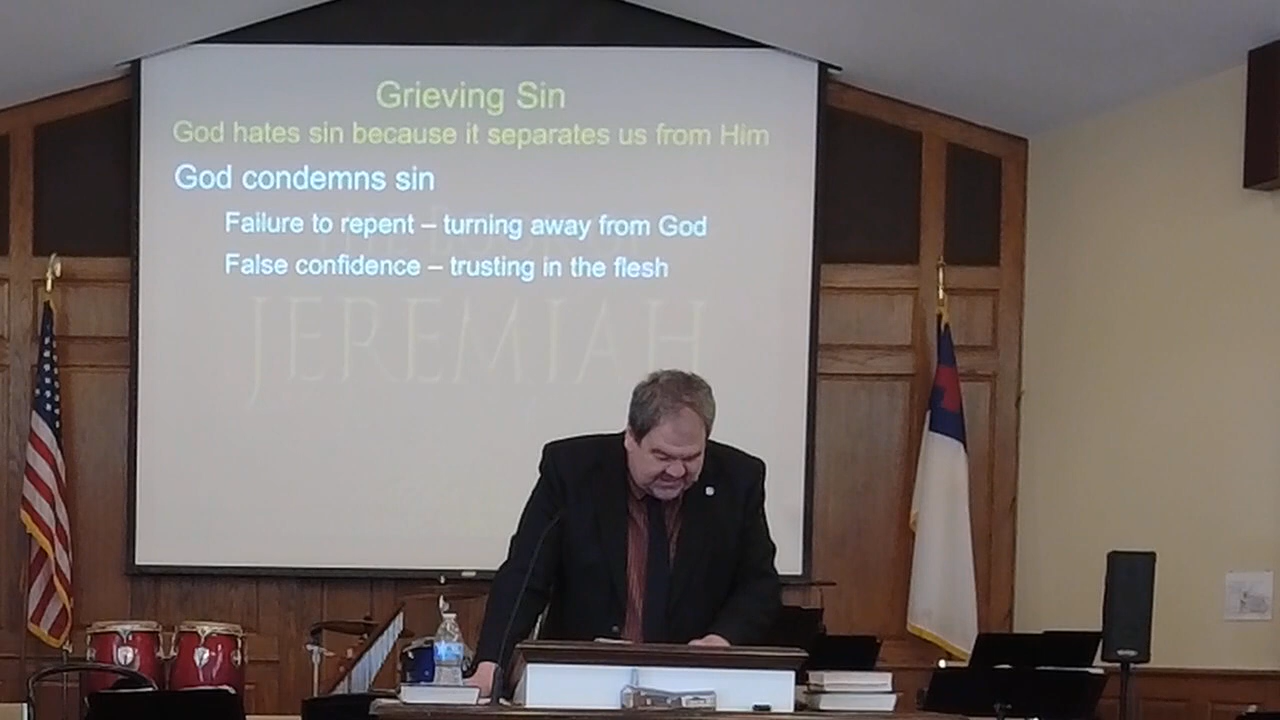 Grieving Sin
God hates sin because it separates us from Him
God condemns sin
Failure to repent – turning away from God
False confidence – trusting in the flesh
JEREMIAH